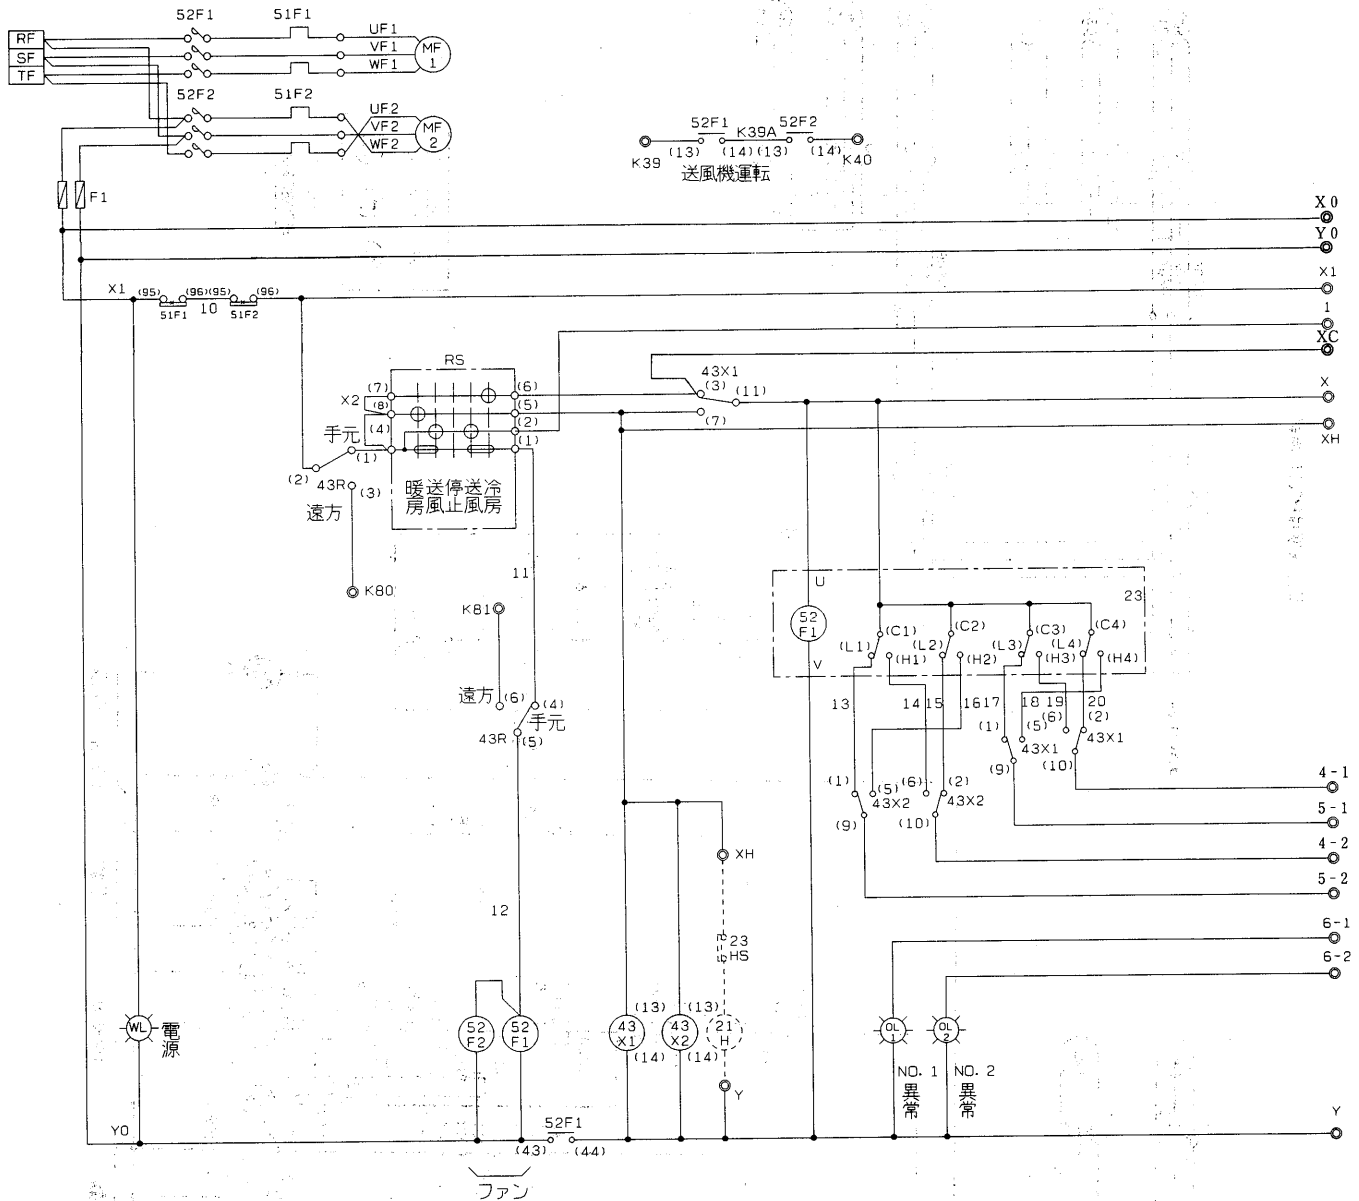 52F1
51F1
UF1
RF
VF1
MF
1
SF
WF1
TF
52F2
51F2
UF2
VF2
MF
2
WF2
F1
52F1
K39A
52F2
K39
(13)
(14)
(13)
(14)
K40
送風機運転
X0
Y0
X1
(95)
(96)
(95)
(96)
51F1
10
51F2
X1
1
XC
RS
43X1
(7)
(6)
(3)
(11)
X
X2
(8)
(5)
(7)
(4)
(2)
XH
手元
(1)
(1)
(2)
43R
(3)
遠方
暖送停送冷
房風止風房
K80
11
K81
遠方
(6)
(4)
手元
43R
(5)
U
23
52
F1
V
(C1)
(C2)
(C3)
(C4)
(L1)
(L2)
(L3)
(L4)
(H1)
(H2)
(H3)
(H4)
13
14
15
16
17
18
19
20
(1)
(5)
(6)
(2)
43X1
43X1
(9)
(10)
(1)
(5)
(6)
(2)
43X2
43X2
(9)
(10)
4-1
5-1
4-2
5-2
6-1
6-2
XH
12
23
HS
WL
電
源
52
F2
52
F1
(13)
43
X1
(14)
(13)
43
X2
(14)
21
H
Y
OL
1
OL
2
NO. 1
異
常
NO. 2
異
常
Y0
52F1
(43)
(44)
Y
ファン